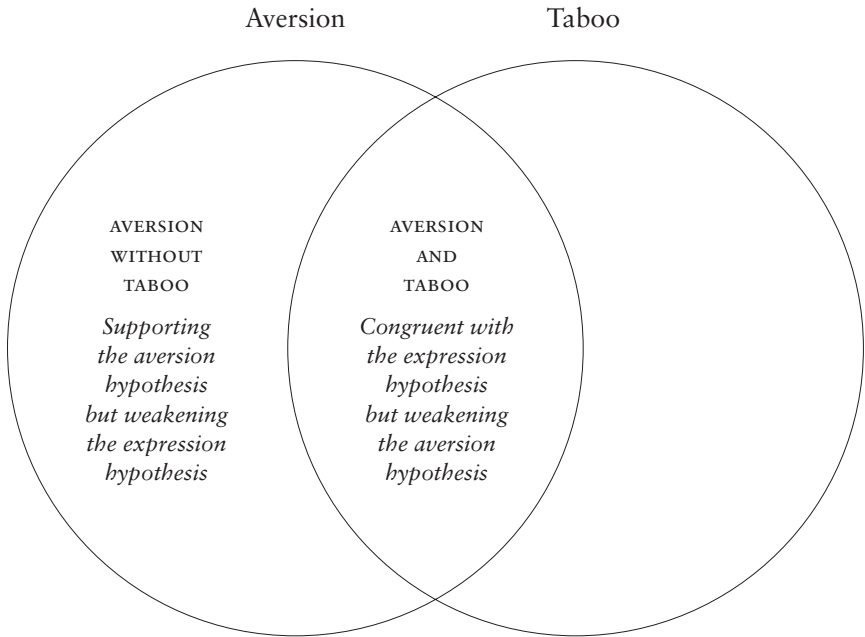 Aversion
Taboo
AVERSION
WITHOUT
TABOO
Supporting
the aversion
hypothesis
but weakening
the expression
hypothesis
AVERSION
AND
TABOO
Congruent with
the expression
hypothesis
but weakening
the aversion
hypothesis